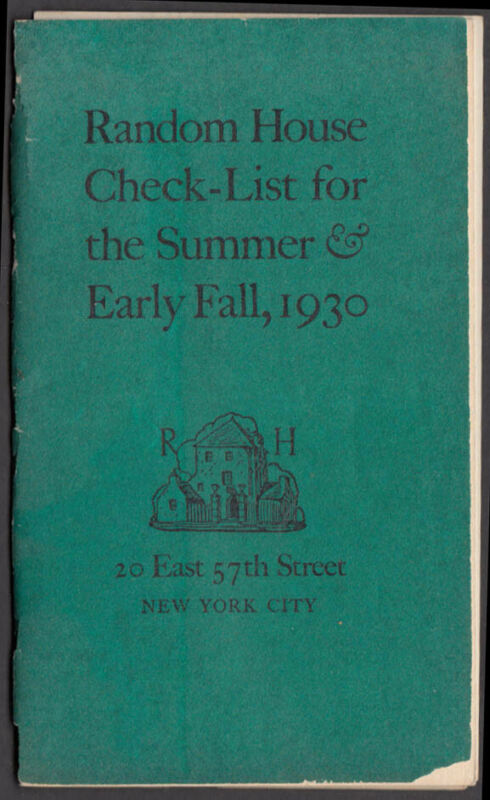 Random House
Check-List for
the Summer &
Early Fall, 1930
R H
20 East 57th Street
NEW YORK CITY